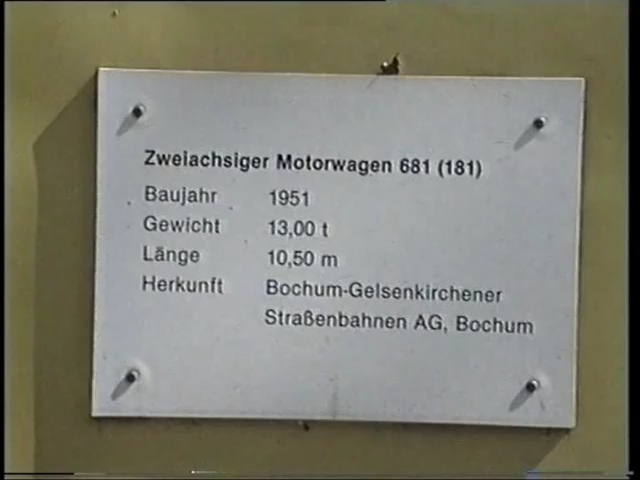 Zweiachsiger Motorwagen 681 (181)
Baujahr 1951
Gewicht 13,00 t
Länge 10,50 m
Herkunft Bochum-Gelsenkirchener
Straßenbahnen AG, Bochum